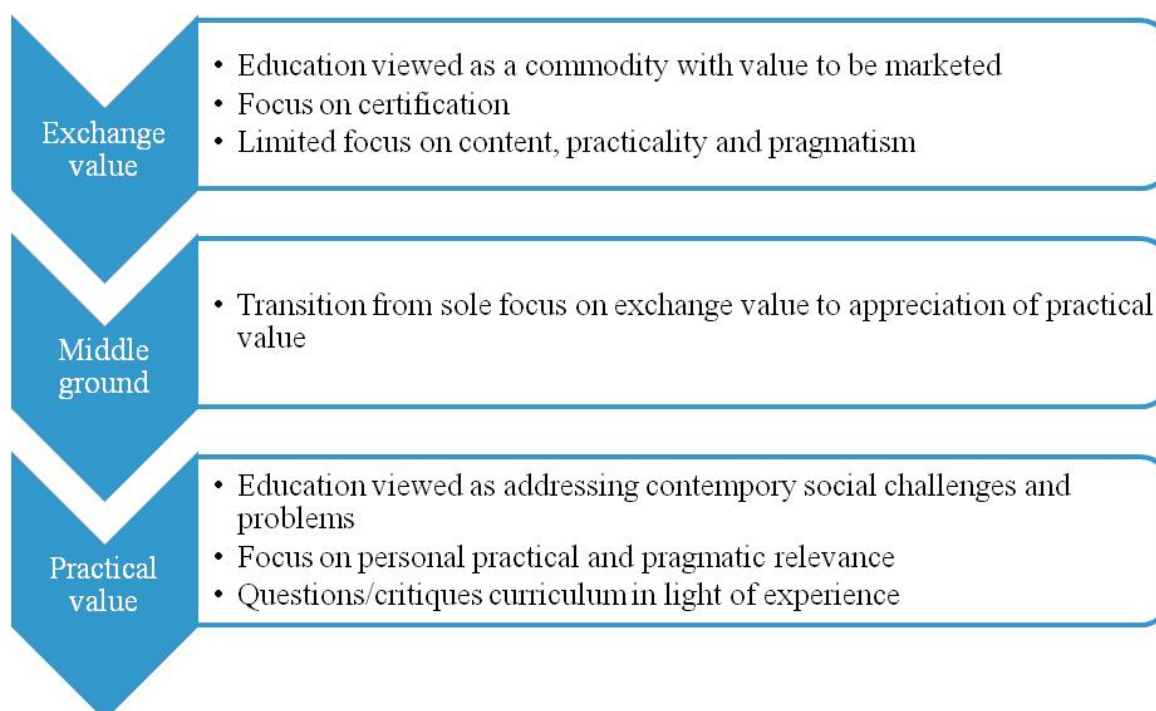 Exchange
value
• Education viewed as a commodity with value to be marketed
• Focus on certification
• Limited focus on content, practicality and pragmatism
Middle
ground
• Transition from sole focus on exchange value to appreciation of practical
value
Practical
value
• Education viewed as addressing contempory social challenges and
problems
• Focus on personal practical and pragmatic relevance
• Questions/critiques curriculum in light of experience